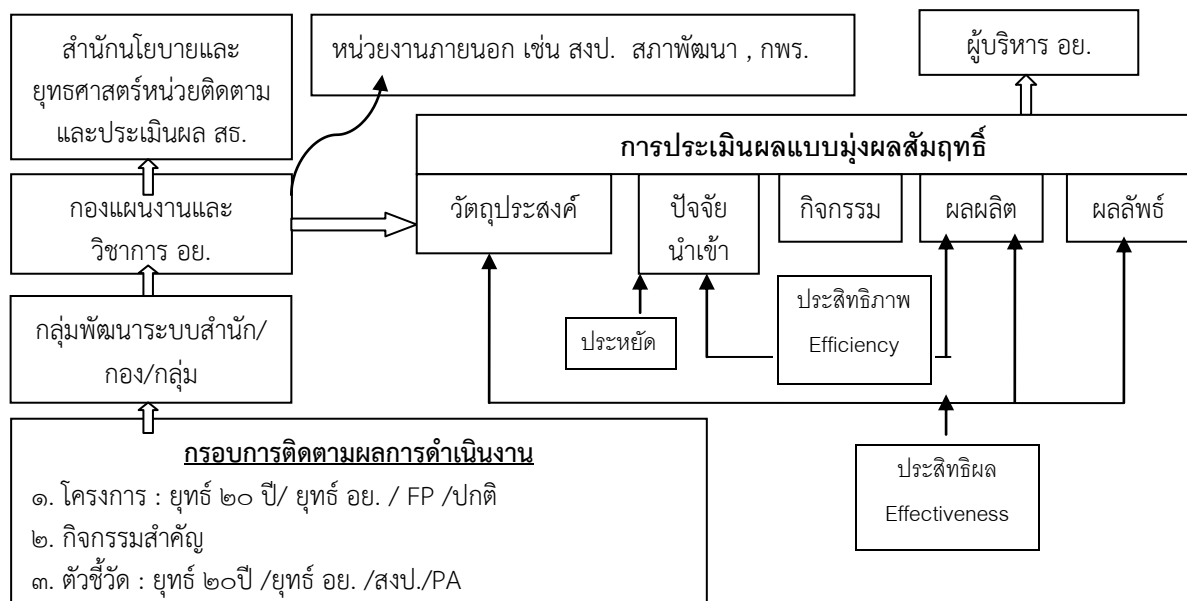 สำนักนโยบายและ
ยุทธศาสตร์หน่วยติดตาม
และประเมินผล สธ.
หน่วยงานภายนอก เช่น สงป. สภาพัฒนา , กพร.
ผู้บริหาร อย.
การประเมินผลแบบมุ่งผลสัมฤทธิ์
กองแผนงานและ
วิชาการ อย.
วัตถุประสงค์
ปัจจัย
นำเข้า
กิจกรรม
ผลผลิต
ผลลัพธ์
กลุ่มพัฒนาระบบสำนัก/
กอง/กลุ่ม
ประหยัด
ประสิทธิภาพ
Efficiency
ประสิทธิผล
Effectiveness
กรอบการติดตามผลการดำเนินงาน
๑. โครงการ : ยุทธ์ ๒๐ ปี/ ยุทธ์ อย. / FP /ปกติ
๒. กิจกรรมสำคัญ
๓. ตัวชี้วัด : ยุทธ์ ๒๐ปี /ยุทธ์ อย. /สงป./PA